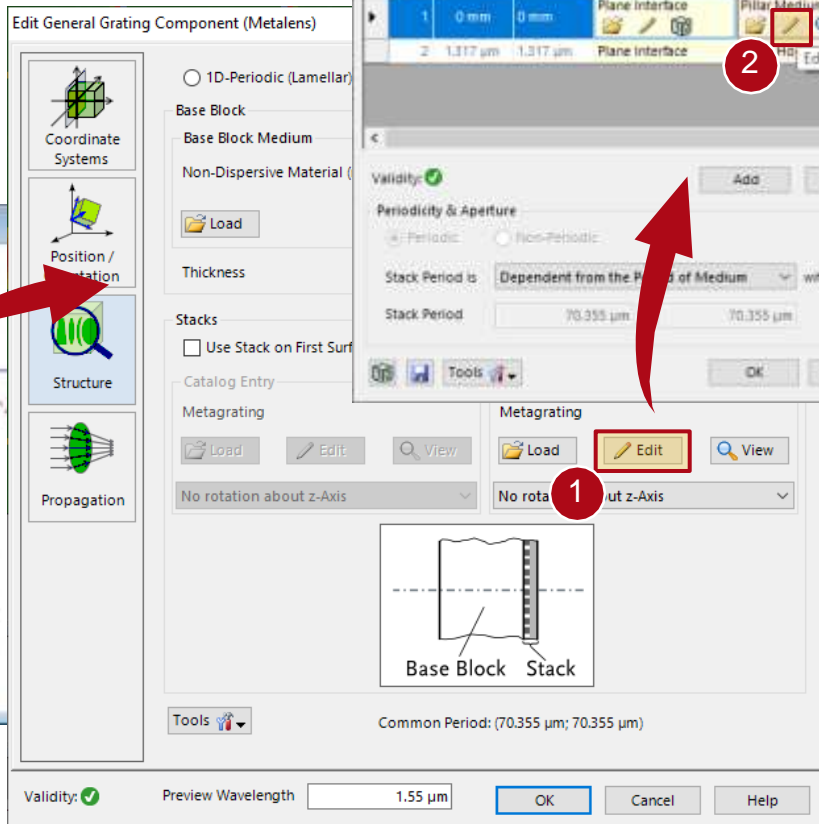 Edit General Grating Component (Metalens)
Coordinate
Systems
Position /
Structure
Propagation
1D-Periodic (Lamellar)
Base Block
Base Block Medium
Non-Dispersive Material (
Load
Thickness
Stacks
Use Stack on First Surf
Catalog Entry
Metagrating
Load
Edit
View
No rotation about z-Axis
1 0 mm 0 mm Plane Interface Pillar Medium
2 1.317 µm 1.317 µm Plane Interface
2
Validity:
Add
Periodicity & Aperture
Periodic
Non-Periodic
Stack Period is
Dependent from the Period of Medium
Stack Period
70.355 µm
70.355 µm
Tools
OK
Metagrating
Load
Edit
View
1
z-Axis
Base Block
Stack
Tools
Common Period: (70.355 µm; 70.355 µm)
Validity:
Preview Wavelength
1.55 µm
OK
Cancel
Help